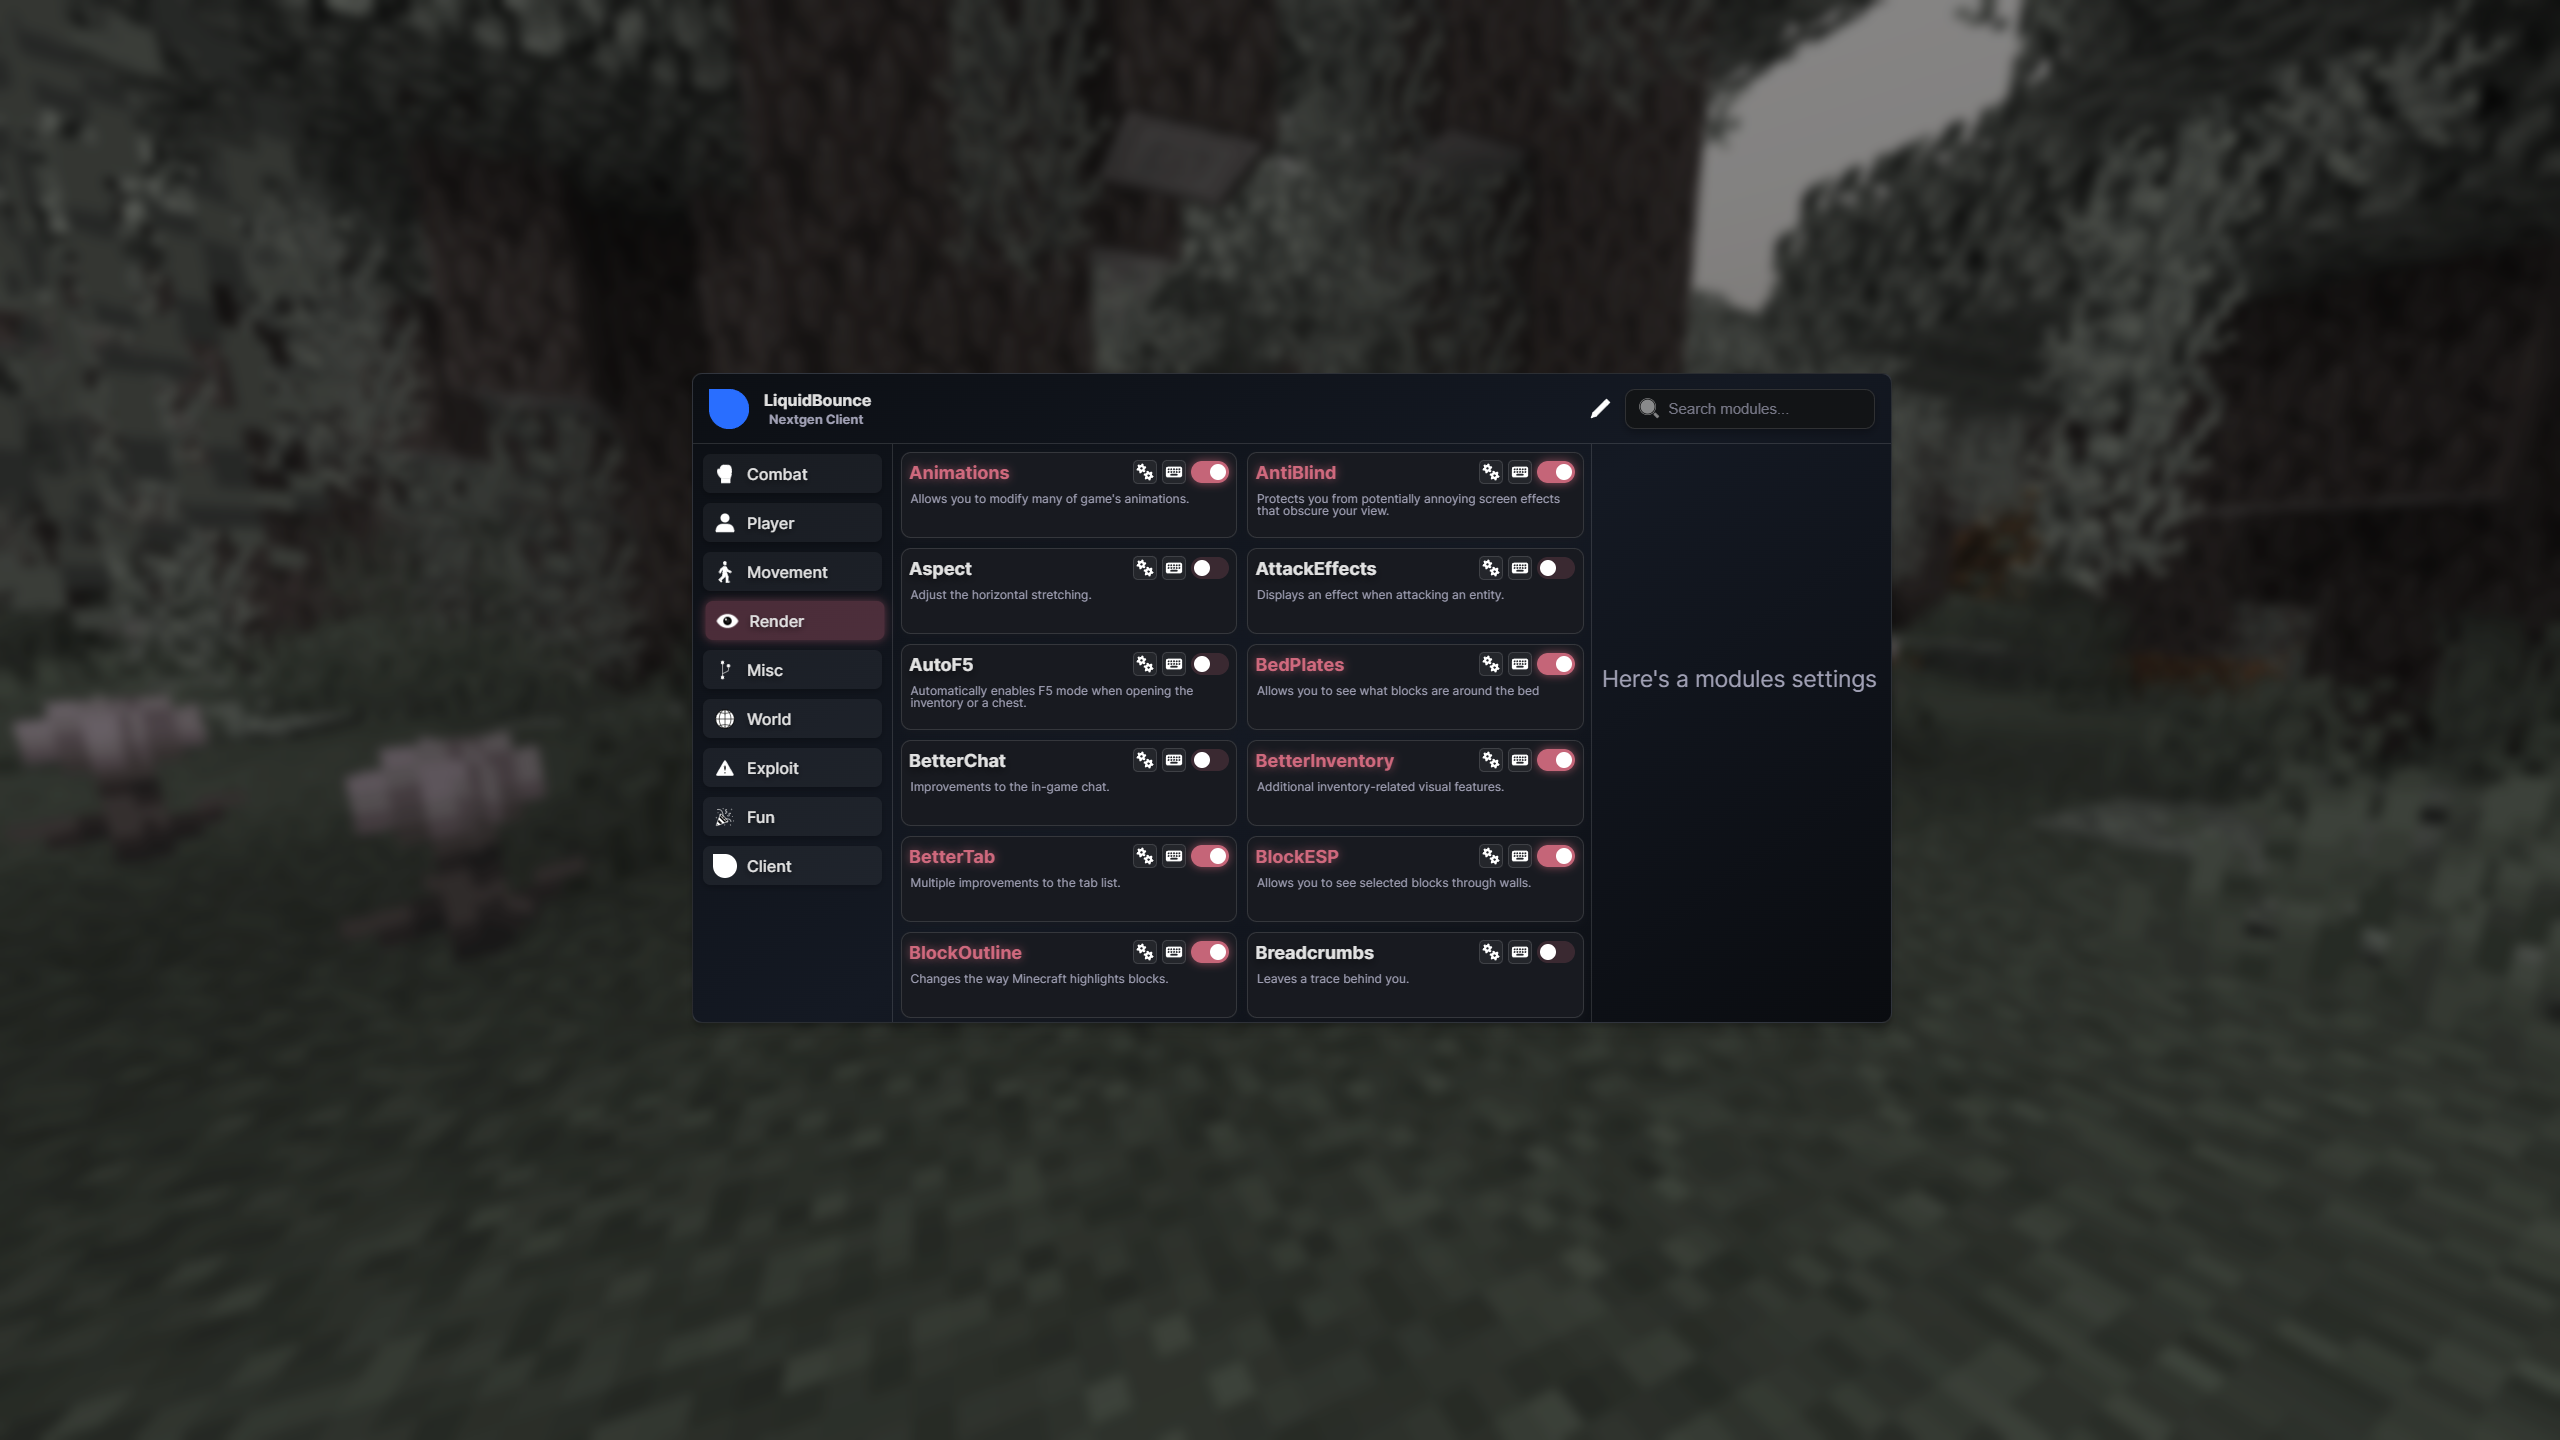 LiquidBounce
Nextgen Client
Search modules...
Combat
Player
Movement
Render
Misc
World
Exploit
Fun
Client
Animations
Allows you to modify many of game's animations.
AntiBlind
Protects you from potentially annoying screen effects
that obscure your view.
Aspect
Adjust the horizontal stretching.
AttackEffects
Displays an effect when attacking an entity.
AutoF5
Automatically enables F5 mode when opening the
inventory or a chest.
BedPlates
Allows you to see what blocks are around the bed
BetterChat
Improvements to the in-game chat.
BetterInventory
Additional inventory-related visual features.
BetterTab
Multiple improvements to the tab list.
BlockESP
Allows you to see selected blocks through walls.
BlockOutline
Changes the way Minecraft highlights blocks.
Breadcrumbs
Leaves a trace behind you.
Here's a modules settings